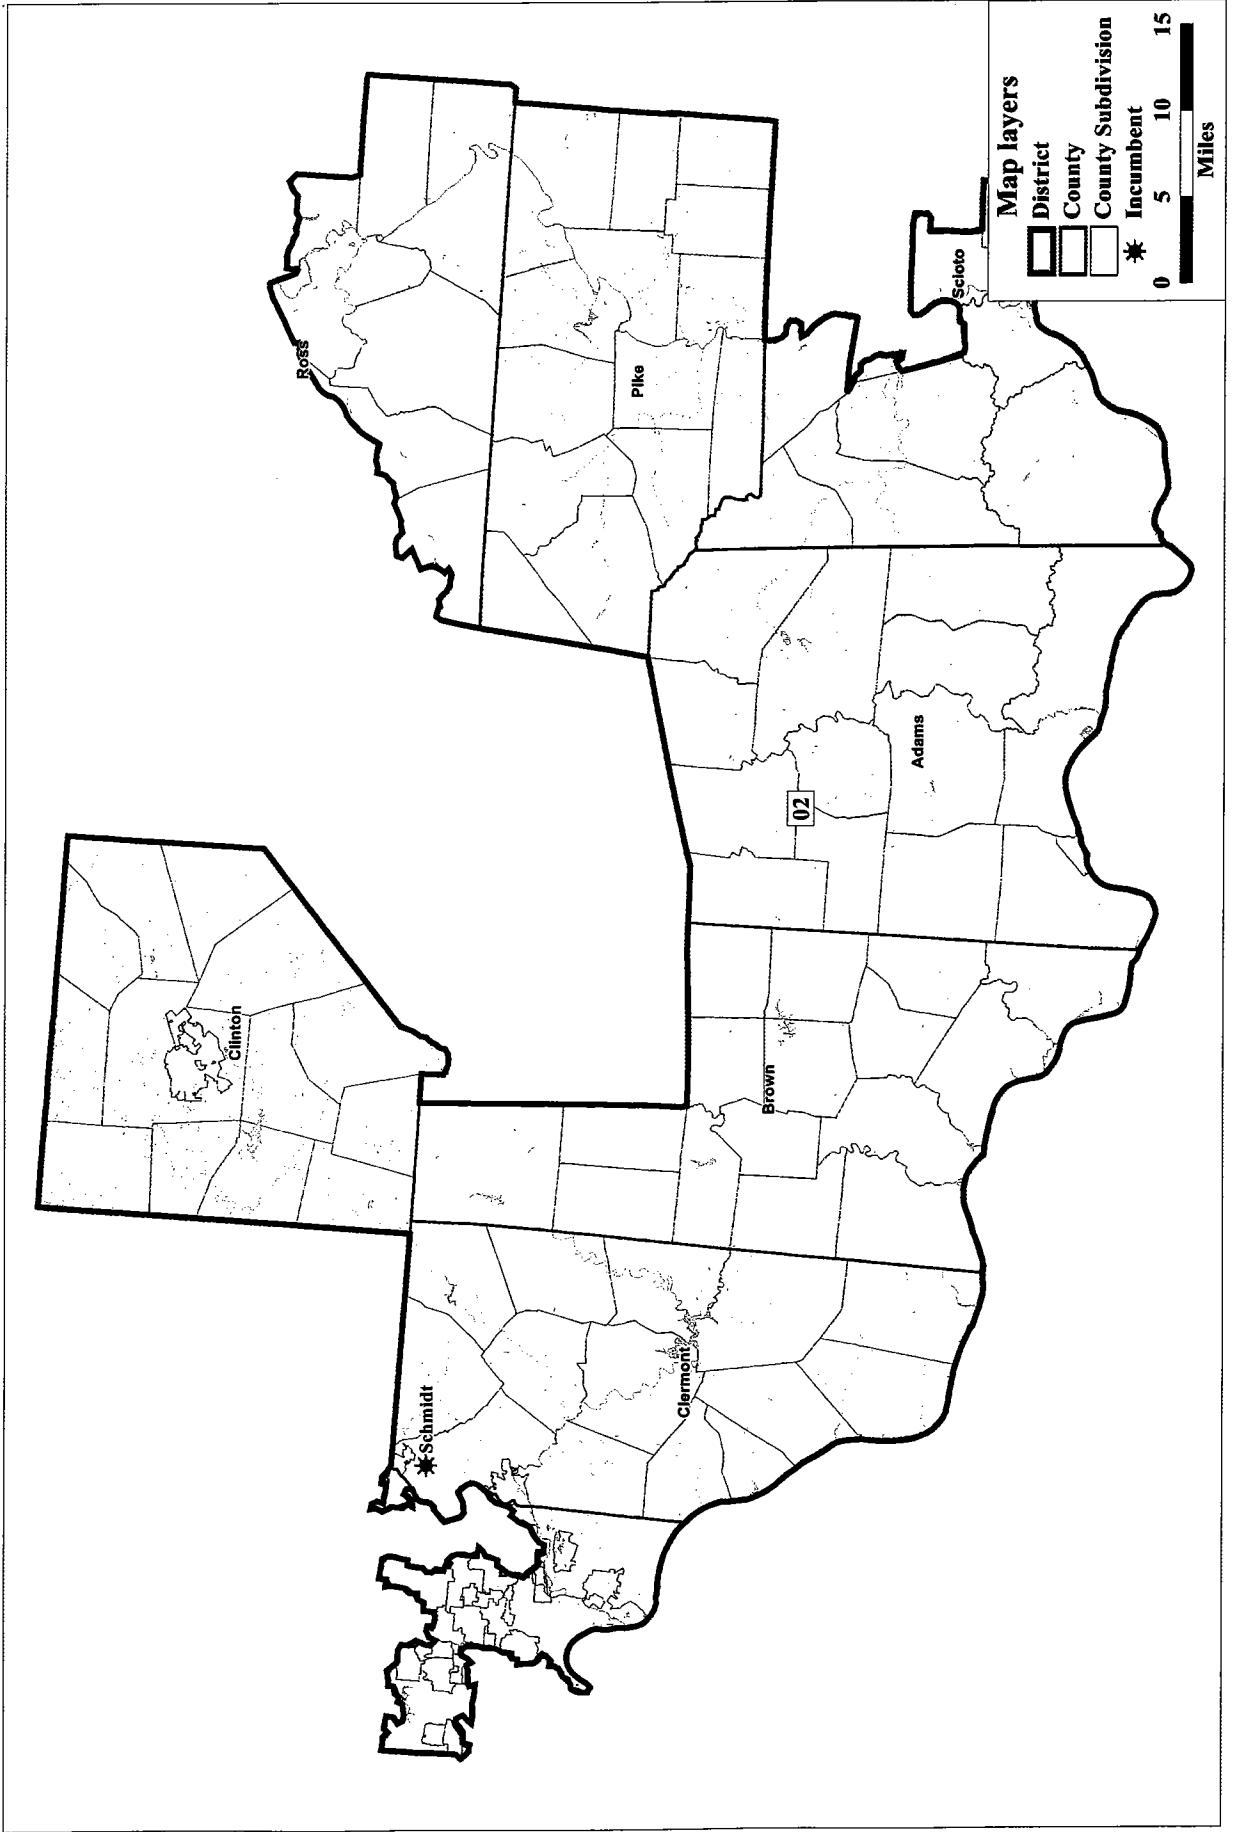 Clinton
Ross
Schmidt
Clermont
Brown
Pike
02
Adams
Scioto
Map layers
District
County
County Subdivision
Incumbent
0 5 10 15
Miles